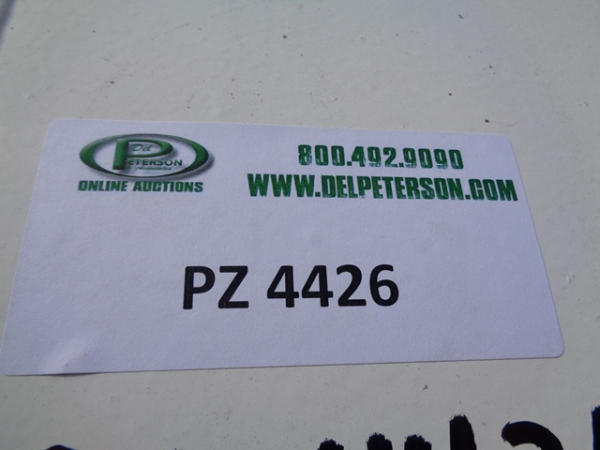 Del
PETERSON
ONLINE AUCTIONS
800.492.9090
WWW.DELPETERSON.COM
PZ 4426